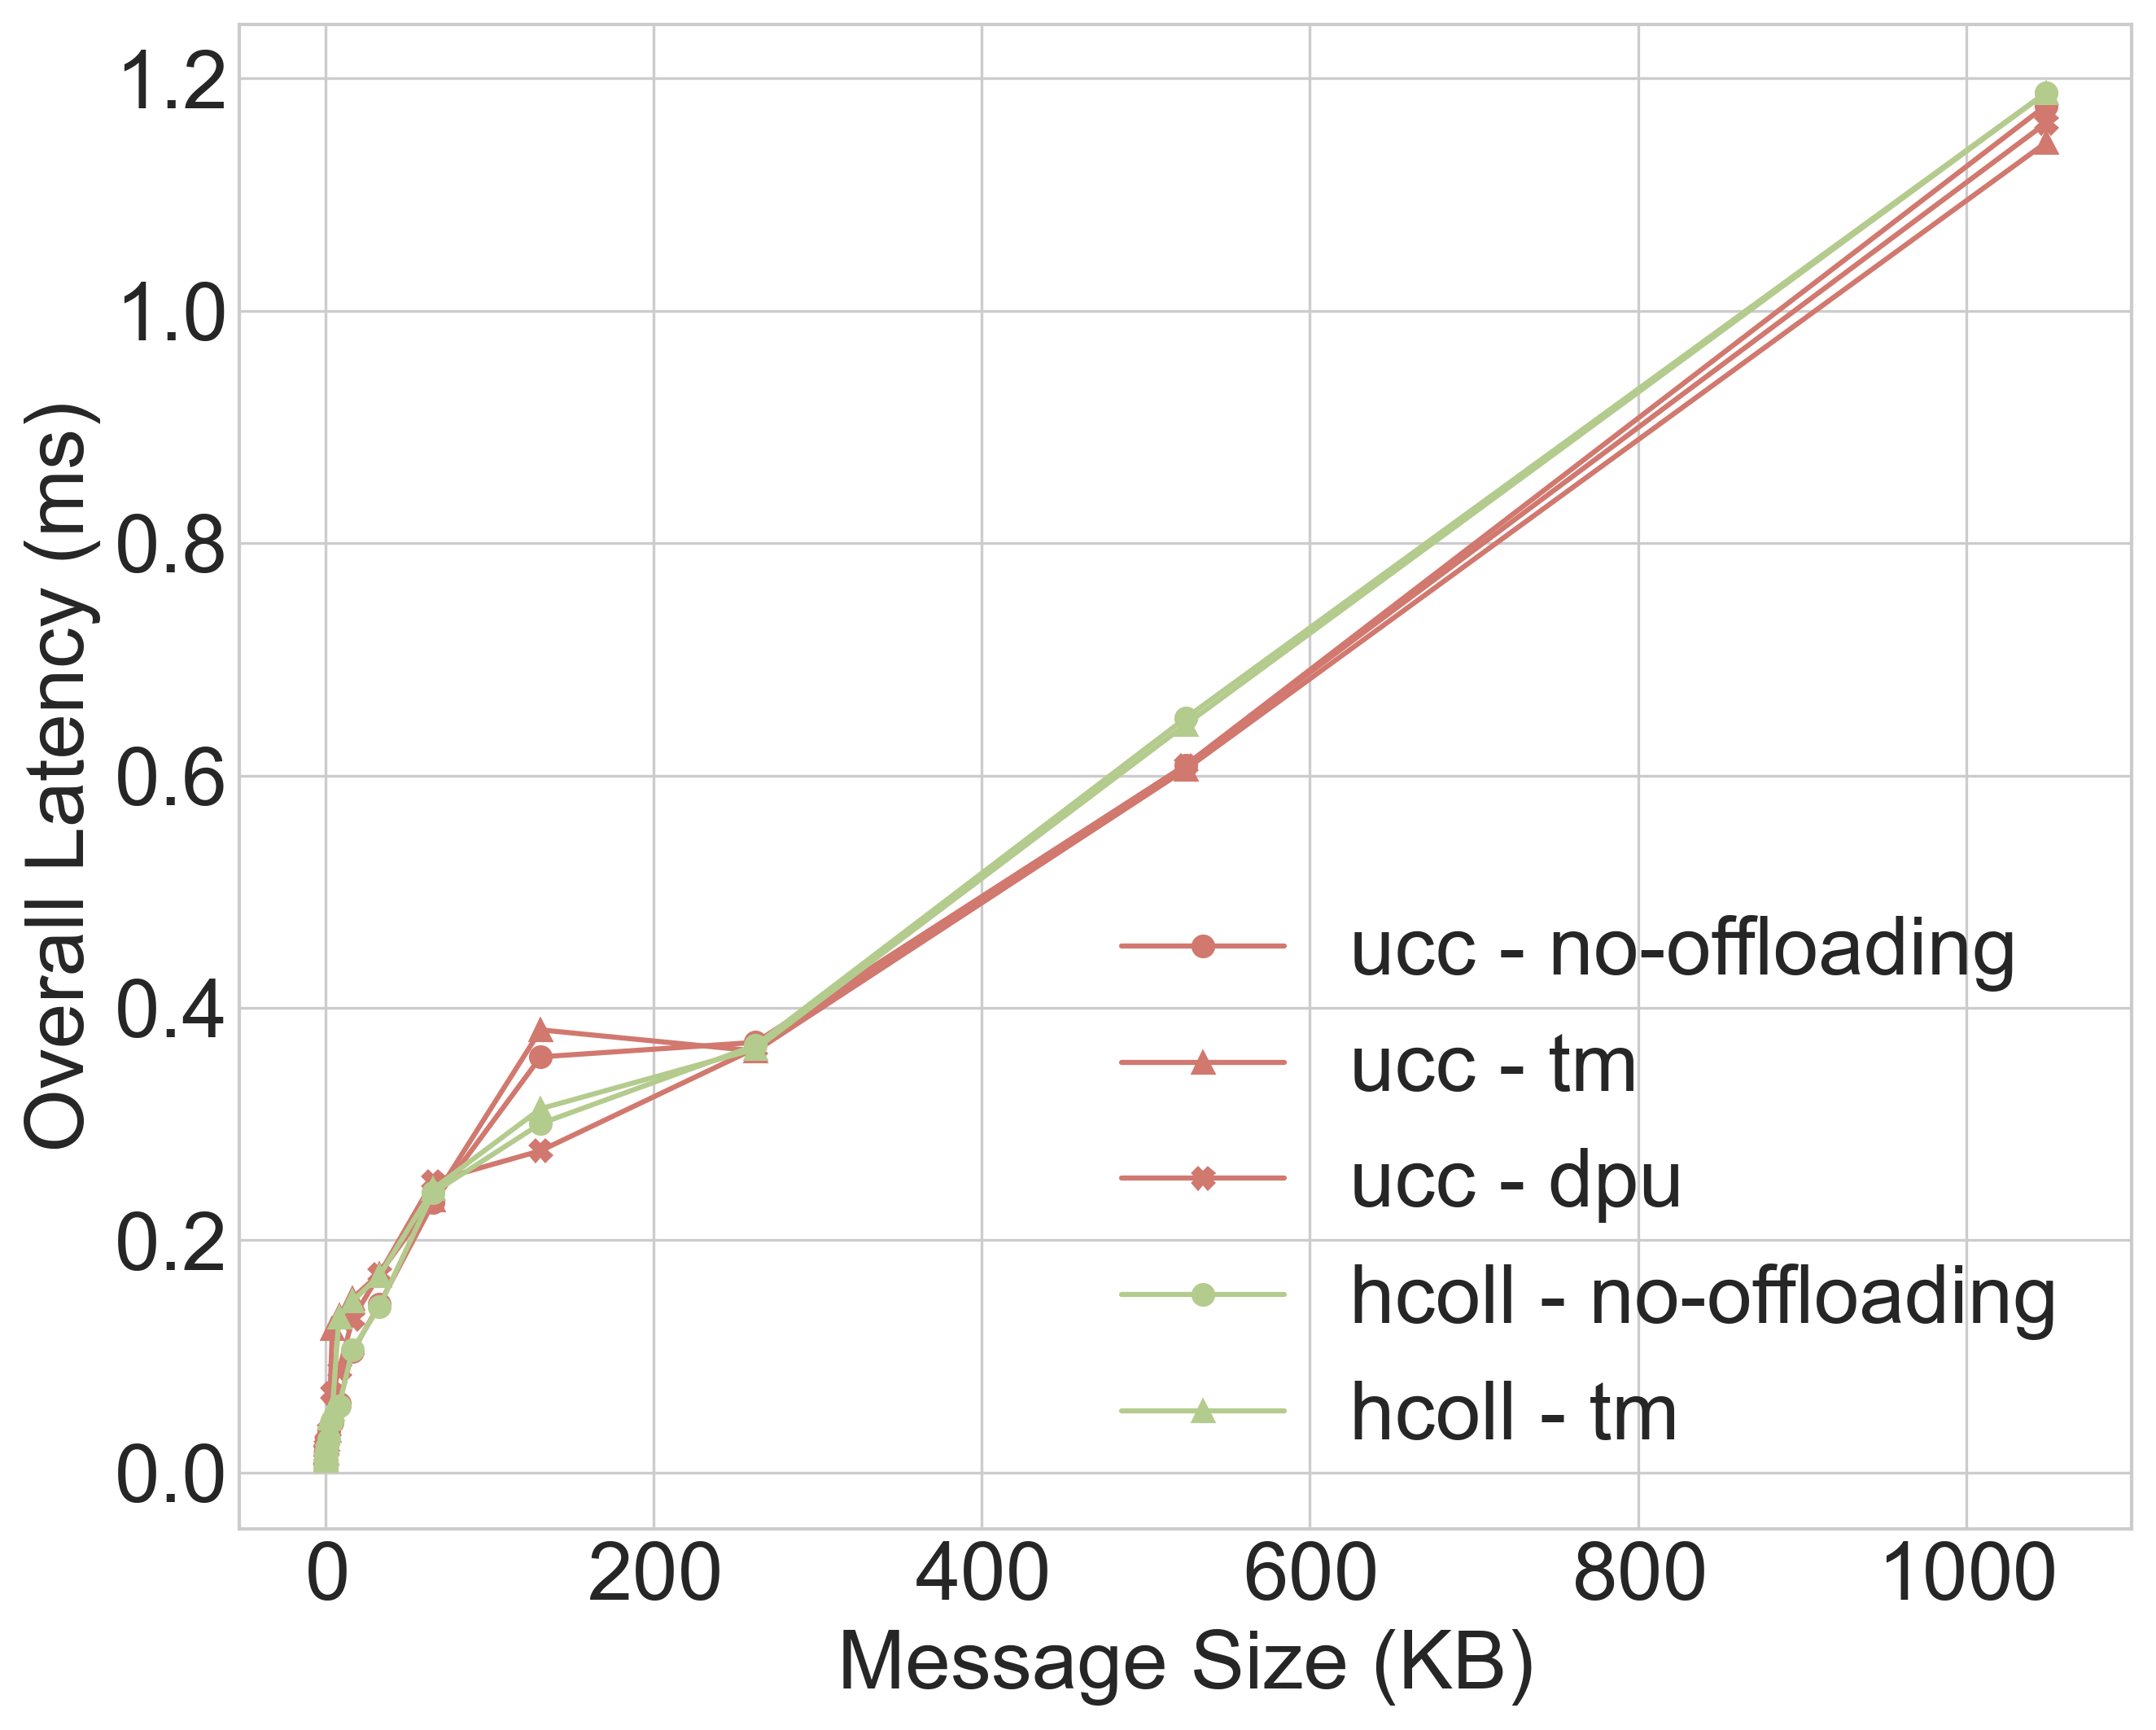 1.2
1.0
0.8
0.6
0.4
0.2
0.0
Overall Latency (ms)
ucc - no-offloading
ucc - tm
ucc - dpu
hcoll - no-offloading
hcoll - tm
0 200 400 600 800 1000
Message Size (KB)